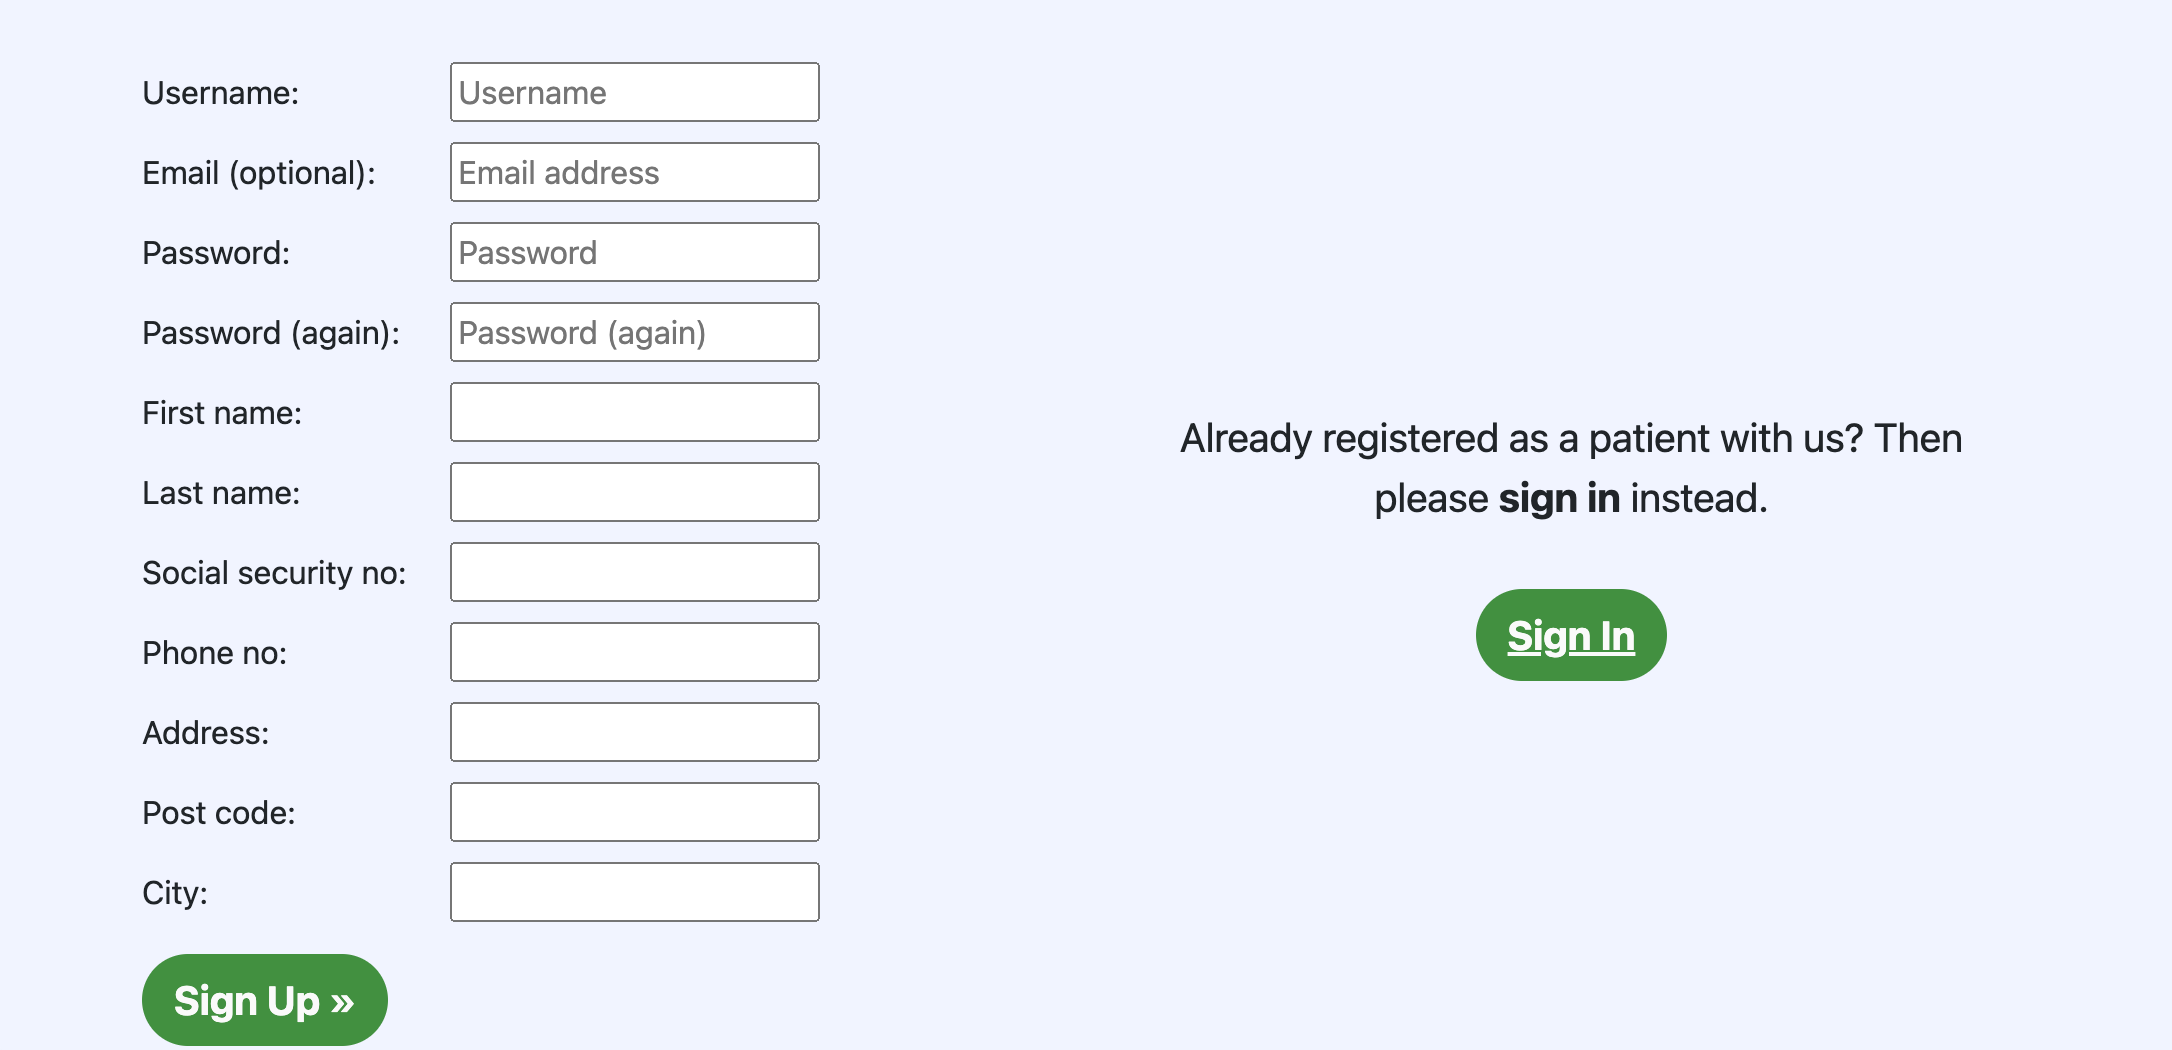 Username: Username
Email (optional): Email address
Password: Password
Password (again): Password (again)
First name:
Last name:
Social security no:
Phone no:
Address:
Post code:
City:
Sign Up »
Already registered as a patient with us? Then
please sign in instead.
Sign In